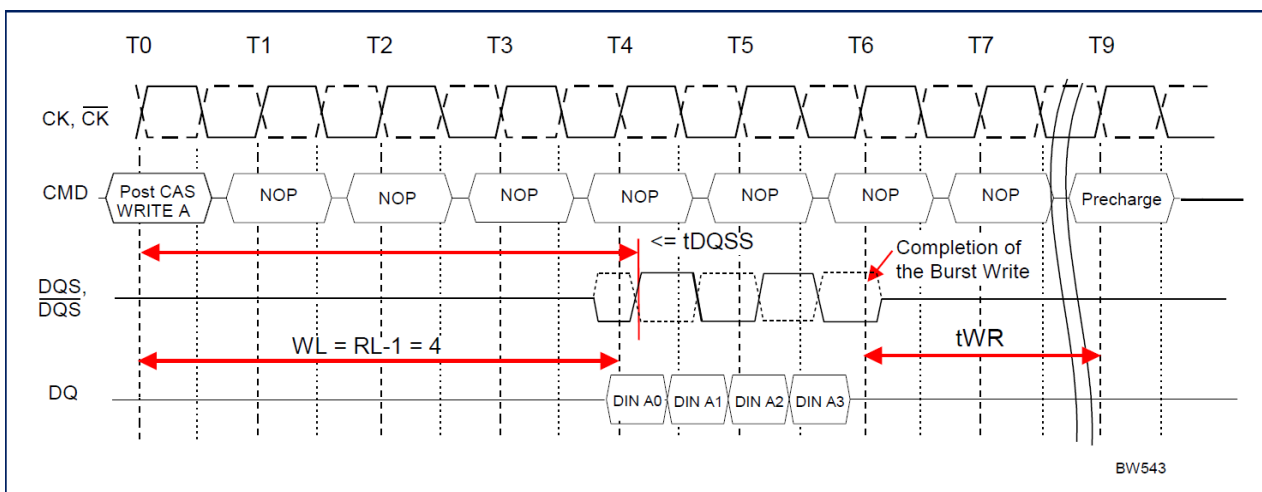 T0 T1 T2 T3 T4 T5 T6 T7 T9
CK, CK
CMD
Post CAS
WRITE A
NOP NOP NOP NOP NOP NOP NOP Precharge
<= tDQSS
Completion of
the Burst Write
DQS,
DQS
WL = RL-1 = 4
tWR
DQ
DIN A0 DIN A1 DIN A2 DIN A3
BW543